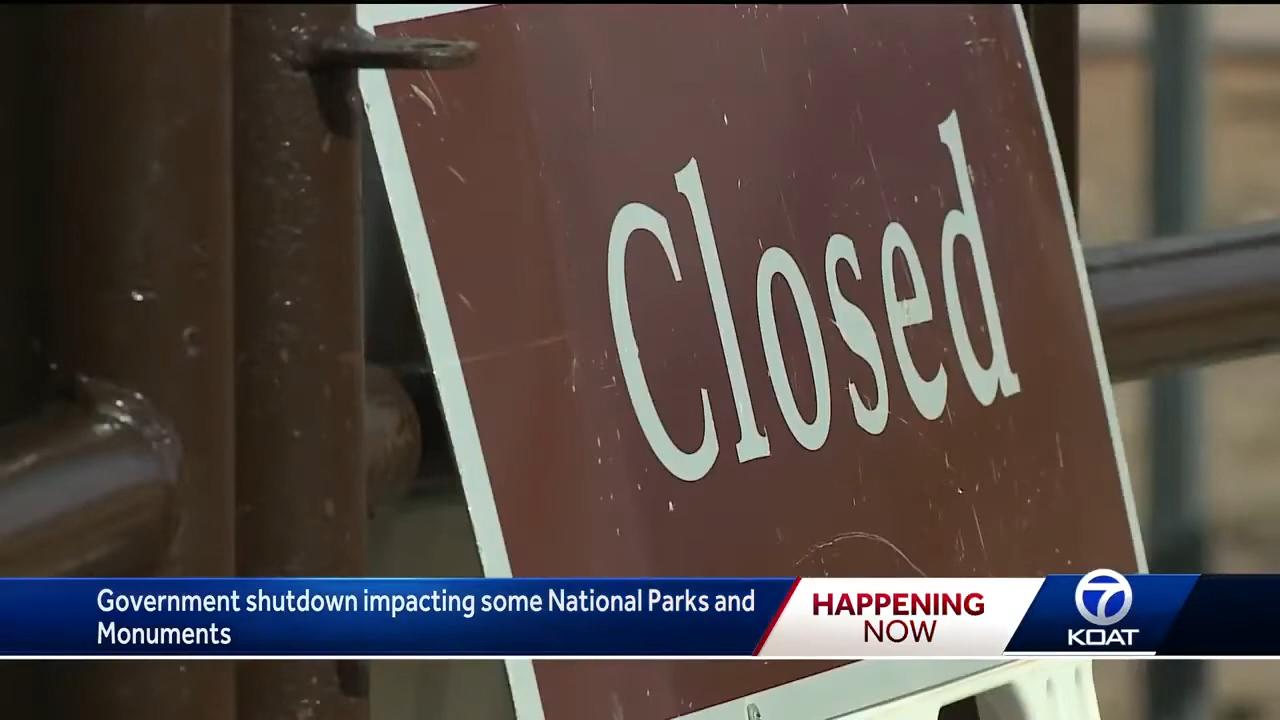 Closed
Government shutdown impacting some National Parks and
Monuments
HAPPENING
NOW
7
KOAT